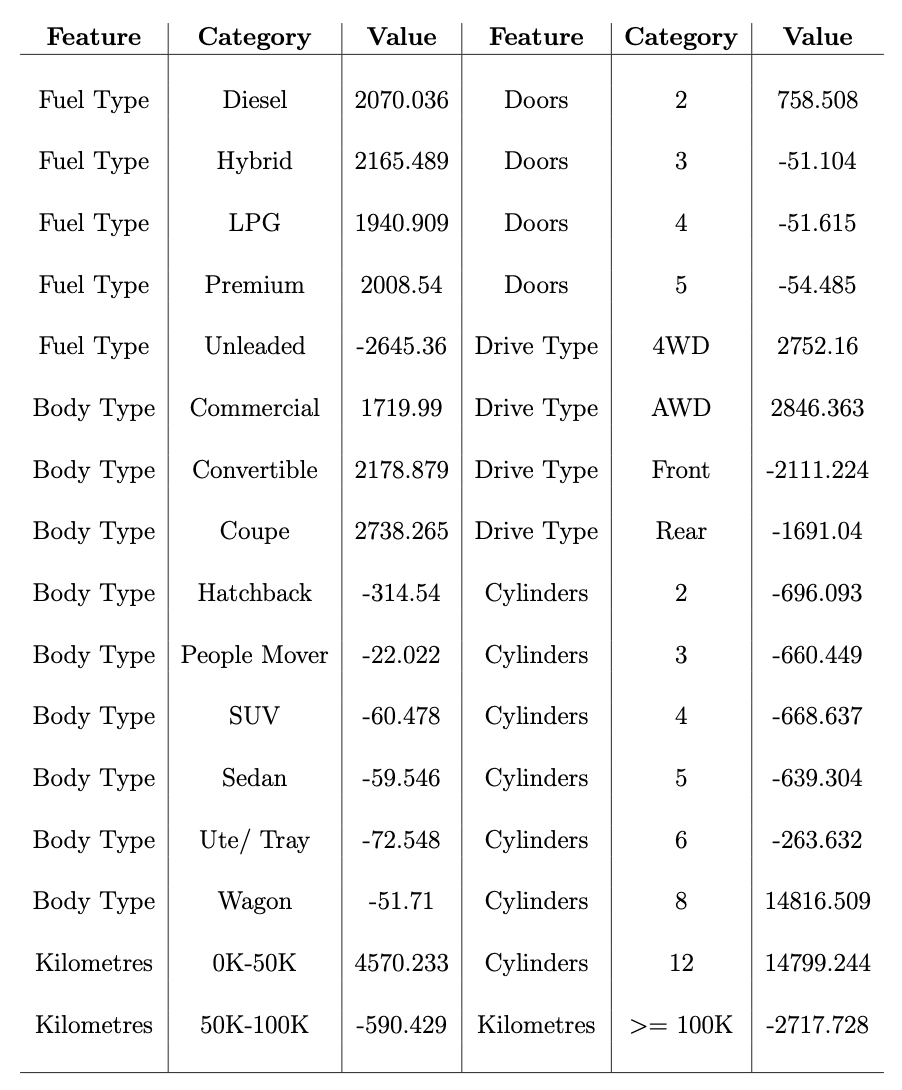 Feature Category Value Feature Category Value
Fuel Type Diesel 2070.036 Doors 2 758.508
Fuel Type Hybrid 2165.489 Doors 3 -51.104
Fuel Type LPG 1940.909 Doors 4 -51.615
Fuel Type Premium 2008.54 Doors 5 -54.485
Fuel Type Unleaded -2645.36 Drive Type 4WD 2752.16
Body Type Commercial 1719.99 Drive Type AWD 2846.363
Body Type Convertible 2178.879 Drive Type Front -2111.224
Body Type Coupe 2738.265 Drive Type Rear -1691.04
Body Type Hatchback -314.54 Cylinders 2 -696.093
Body Type People Mover -22.022 Cylinders 3 -660.449
Body Type SUV -60.478 Cylinders 4 -668.637
Body Type Sedan -59.546 Cylinders 5 -639.304
Body Type Ute/ Tray -72.548 Cylinders 6 -263.632
Body Type Wagon -51.71 Cylinders 8 14816.509
Kilometres 0K-50K 4570.233 Cylinders 12 14799.244
Kilometres 50K-100K -590.429 Kilometres >= 100K -2717.728